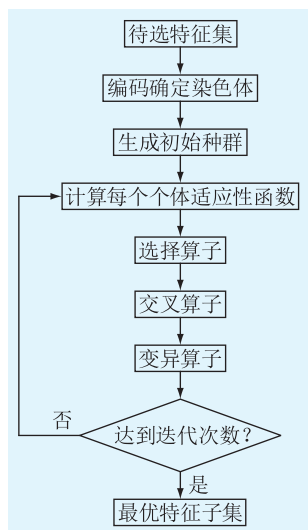 待选特征集
编码确定染色体
生成初始种群
计算每个个体适应性函数
选择算子
交叉算子
变异算子
否
达到迭代次数?
是
最优特征子集